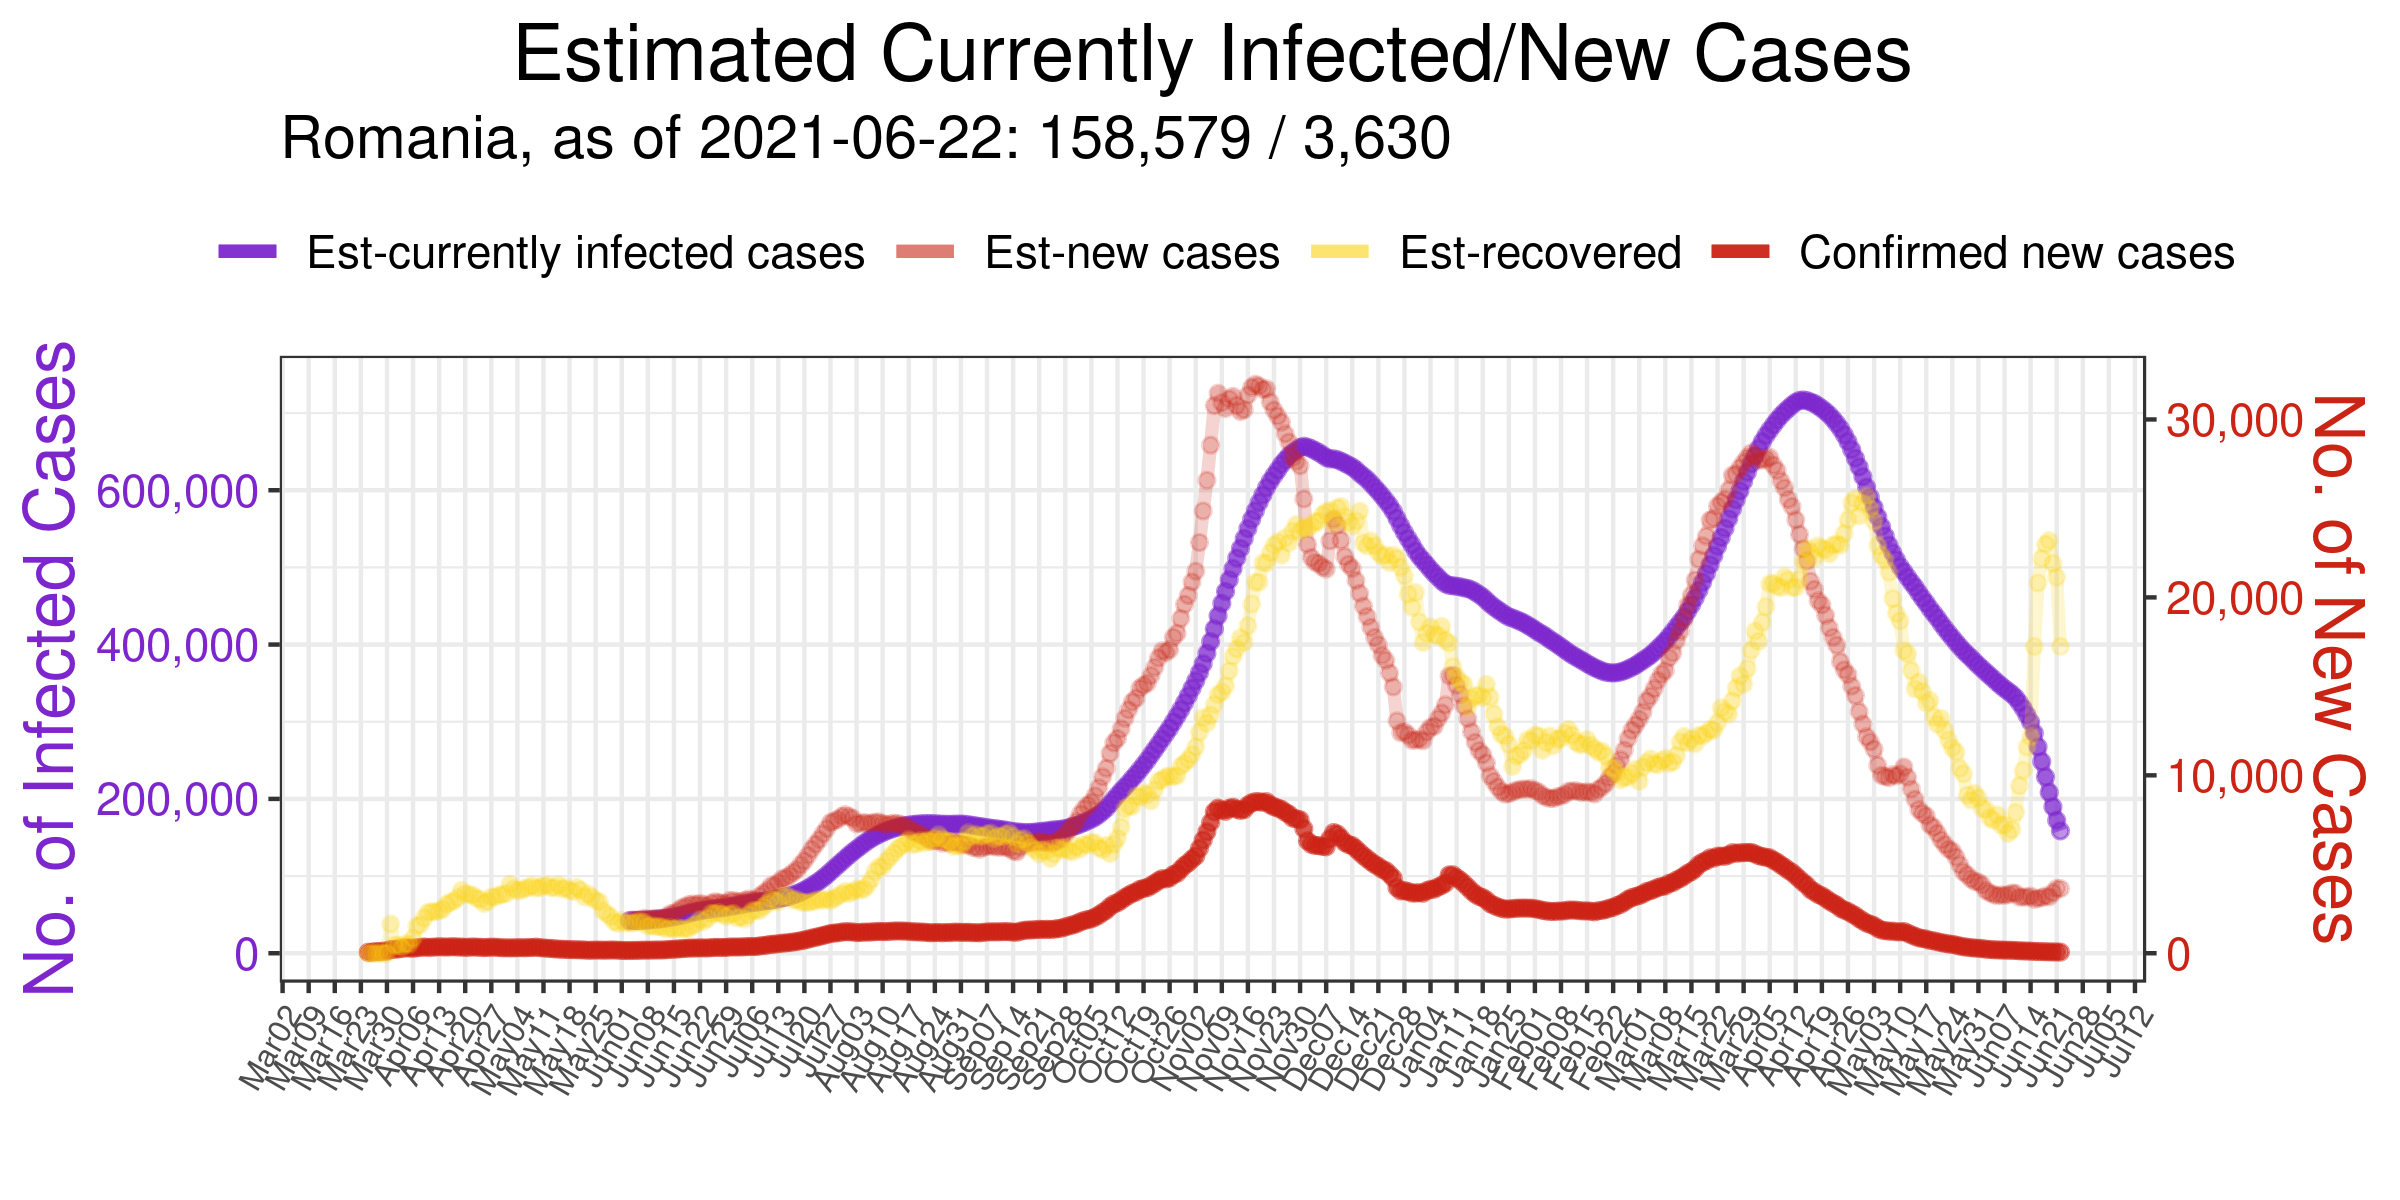 Estimated Currently Infected/New Cases
Romania, as of 2021-06-22: 158,579 / 3,630
Est-currently infected cases
Est-new cases
Est-recovered
Confirmed new cases
No. of Infected Cases
600,000
400,000
200,000
0
30,000
20,000
10,000
0
No. of New Cases
Mar02
Mar09
Mar16
Mar23
Mar30
Apr06
Apr13
Apr20
Apr27
May04
May11
May18
May25
Jun01
Jun08
Jun15
Jun22
Jun29
Jul06
Jul13
Jul20
Jul27
Aug03
Aug10
Aug17
Aug24
Aug31
Sep07
Sep14
Sep21
Sep28
Oct05
Oct12
Oct19
Oct26
Nov02
Nov09
Nov16
Nov23
Nov30
Dec07
Dec14
Dec21
Dec28
Jan04
Jan11
Jan18
Jan25
Feb01
Feb08
Feb15
Feb22
Mar01
Mar08
Mar15
Mar22
Mar29
Apr05
Apr12
Apr19
Apr26
May03
May10
May17
May24
May31
Jun07
Jun14
Jun21
Jun28
Jul05
Jul12